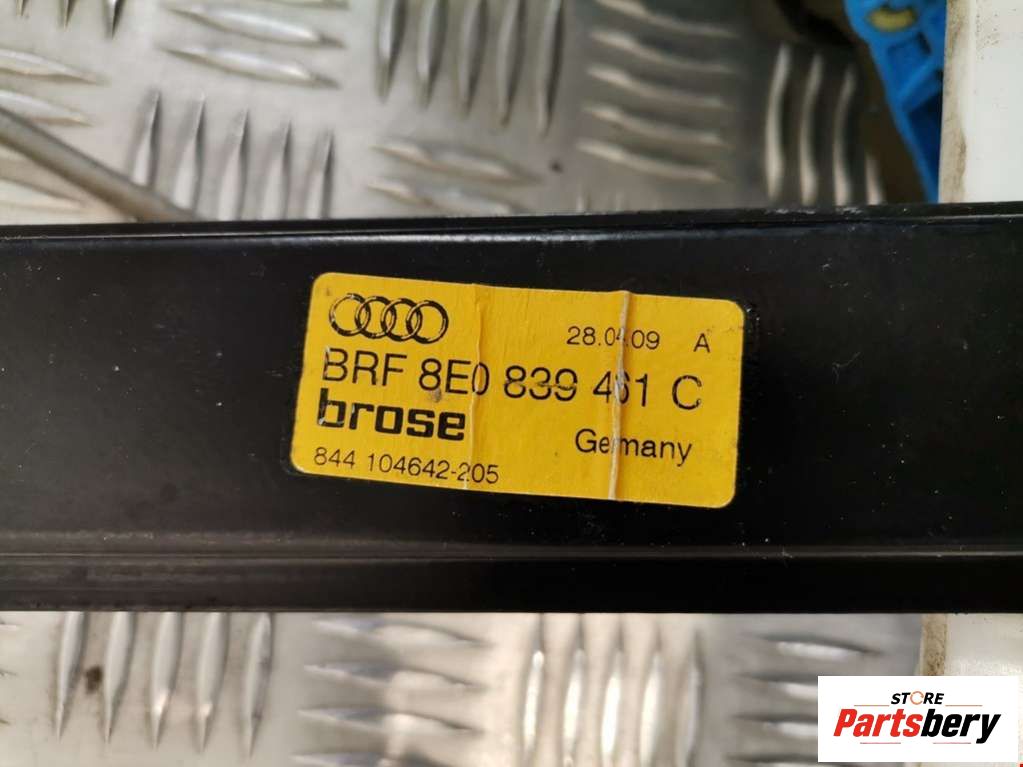 28.04.09 A
BRF 8E0 839 461 C
brose
Germany
844 104642-205
STORE
Partsbery